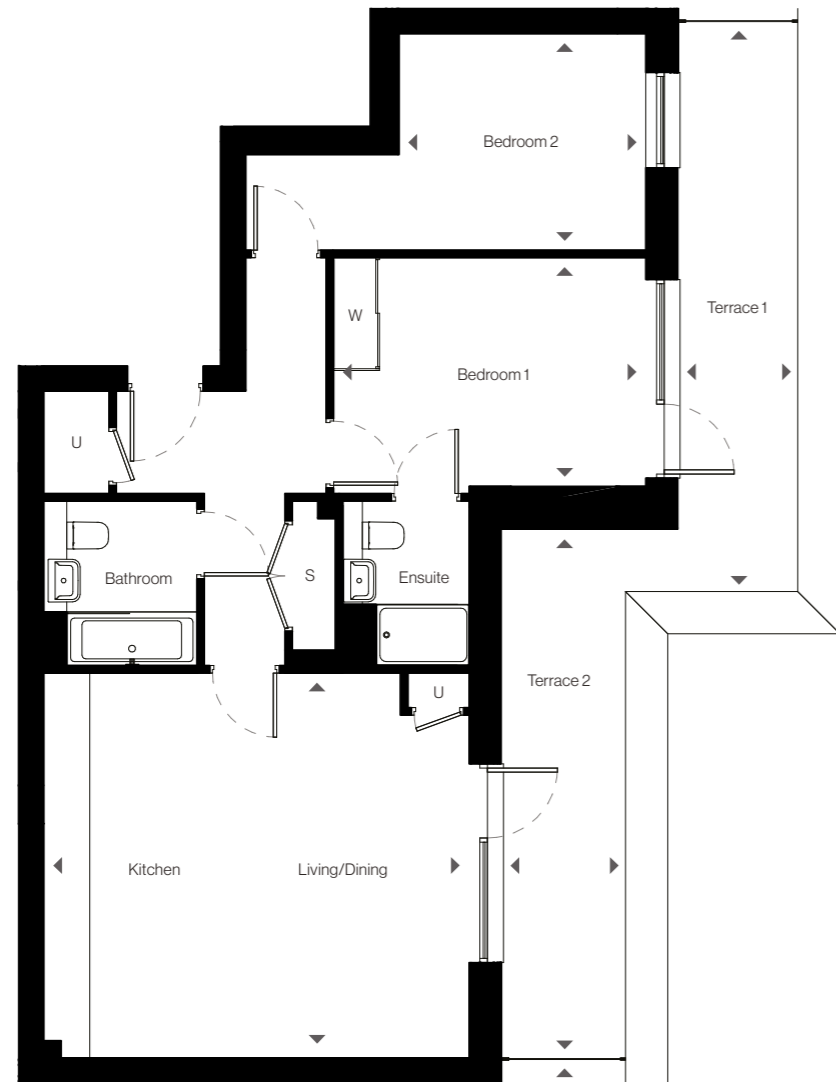 Bedroom 2
Terrace 1
W
Bedroom 1
U
Bathroom
S
Ensuite
U
Terrace 2
Kitchen
Living/Dining